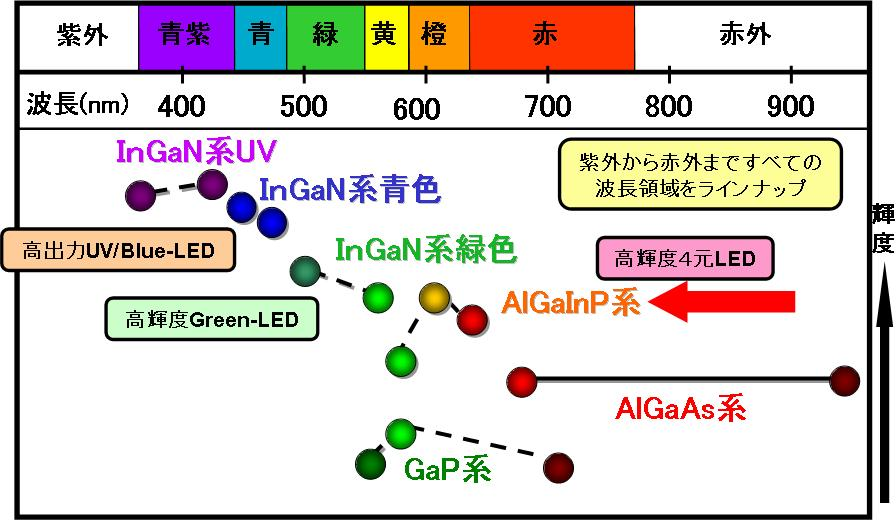 紫外 青紫 青 緑 黄 橙 赤 赤外
波長(nm) 400 500 600 700 800 900
InGaN系UV
紫外から赤外まですべての
波長領域をラインナップ
InGaN系青色
輝度
高出力UV/Blue-LED
InGaN系緑色
高輝度4元LED
AlGaInP系
高輝度Green-LED
AlGaAs系
GaP系